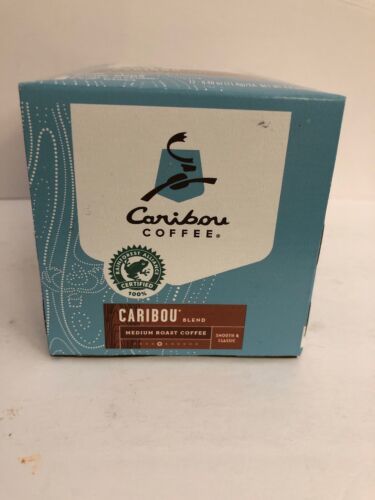 Caribou
COFFEE®
RAINFOREST ALLIANCE
CERTIFIED
100%
CARIBOU® BLEND
MEDIUM ROAST COFFEE
SMOOTH &
CLASSIC